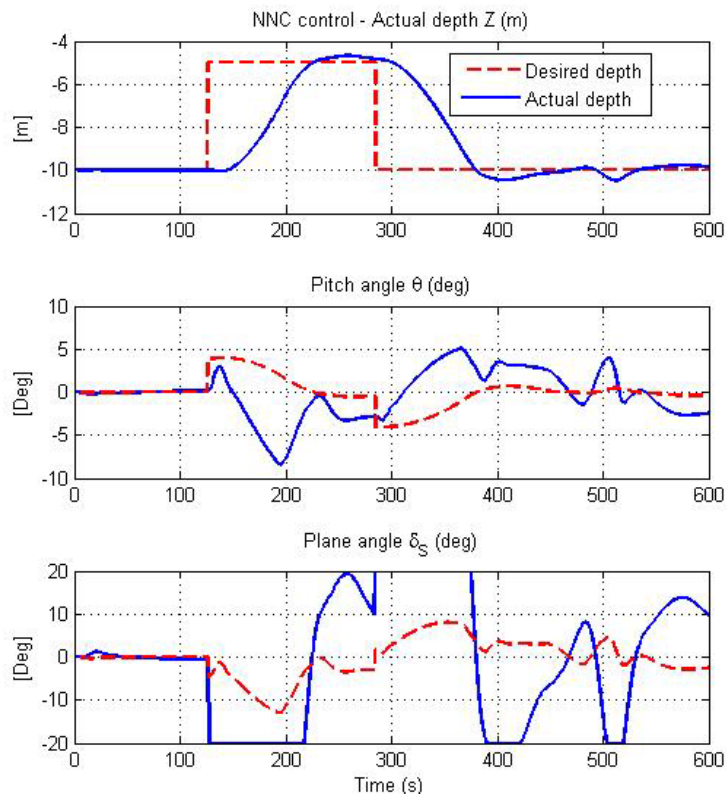 NNC control - Actual depth Z (m)
-4
-6
-8
-10
-12
[m]
Desired depth
Actual depth
0 100 200 300 400 500 600
Pitch angle θ (deg)
10
5
0
-5
-10
[Deg]
0 100 200 300 400 500 600
Plane angle δS (deg)
20
10
0
-10
-20
[Deg]
0 100 200 300 400 500 600
Time (s)